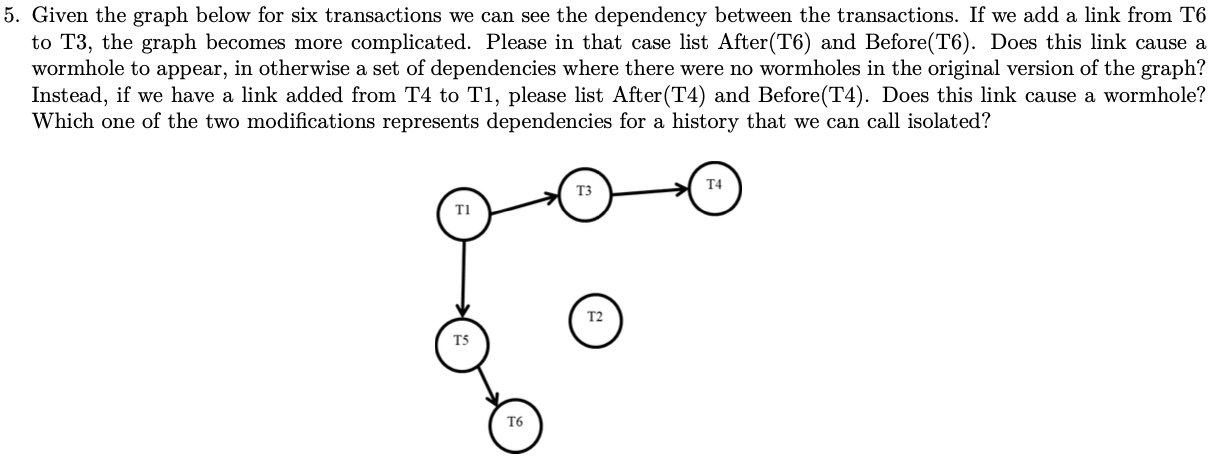 5. Given the graph below for six transactions we can see the dependency between the transactions. If we add a link from T6
to T3, the graph becomes more complicated. Please in that case list After(T6) and Before(T6). Does this link cause a
wormhole to appear, in otherwise a set of dependencies where there were no wormholes in the original version of the graph?
Instead, if we have a link added from T4 to T1, please list After(T4) and Before(T4). Does this link cause a wormhole?
Which one of the two modifications represents dependencies for a history that we can call isolated?
T4
T3
T1
T2
T5
T6